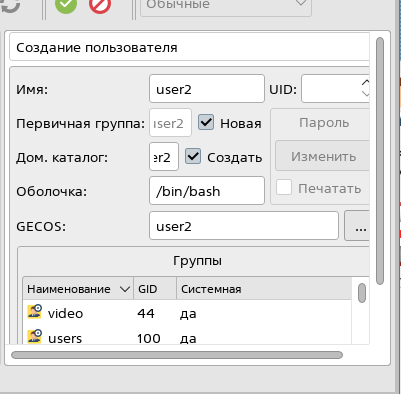 Обычные
Создание пользователя
Имя: user2 UID:
Первичная группа: user2 Новая Пароль
Дом. каталог: er2 Создать Изменить
Оболочка: /bin/bash Печатать
GECOS: user2 ...
Группы
Наименование GID Системная
video 44 да
users 100 да